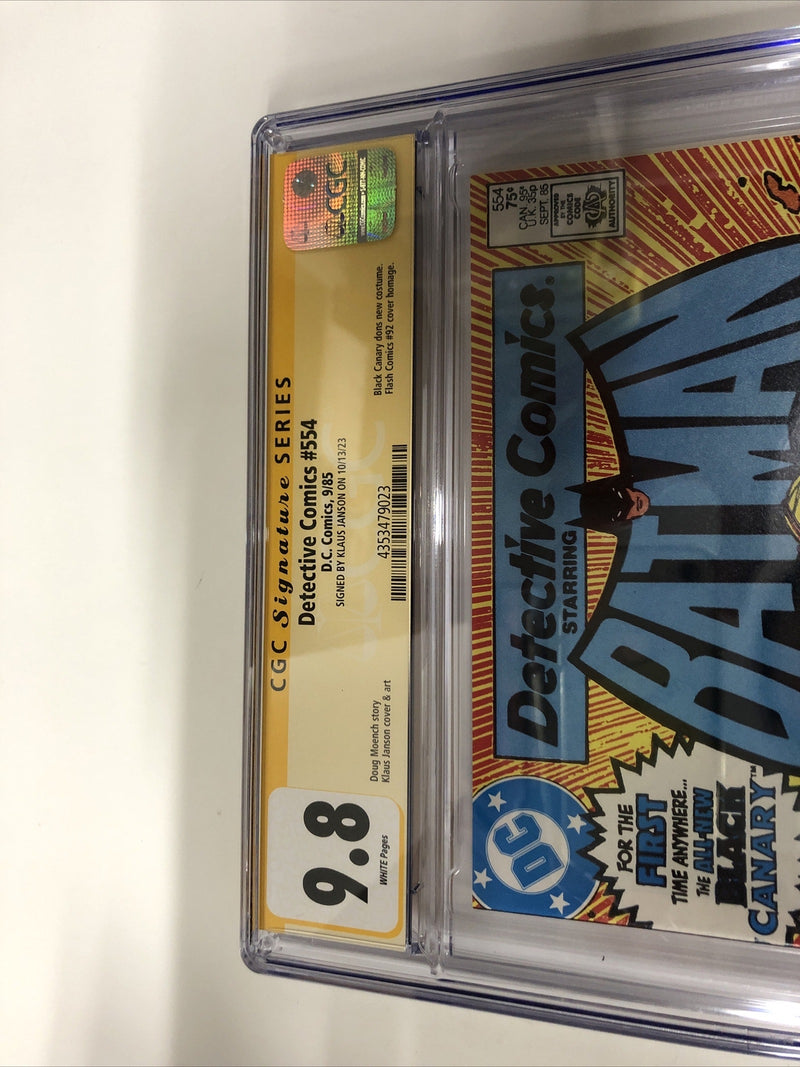 CGC Signature SERIES
Detective Comics #554
D.C. Comics, 9/85
SIGNED BY KLAUS JANSON ON 10/13/23
4353479023
9.8
WHITE Pages
Doug Moench story
Klaus Janson cover & art
Black Canary dons new costume.
Flash Comics #92 cover homage.
CGC
554
75¢
CAN. 95¢
U.K. 35p
SEPT. 85
APPROVED
BY THE
COMICS
CODE
AUTHORITY
Detective Comics.
STARRING
BATMAN
DC
FOR THE
FIRST
TIME ANYWHERE...
THE ALL-NEW
BLACK
CANARY™